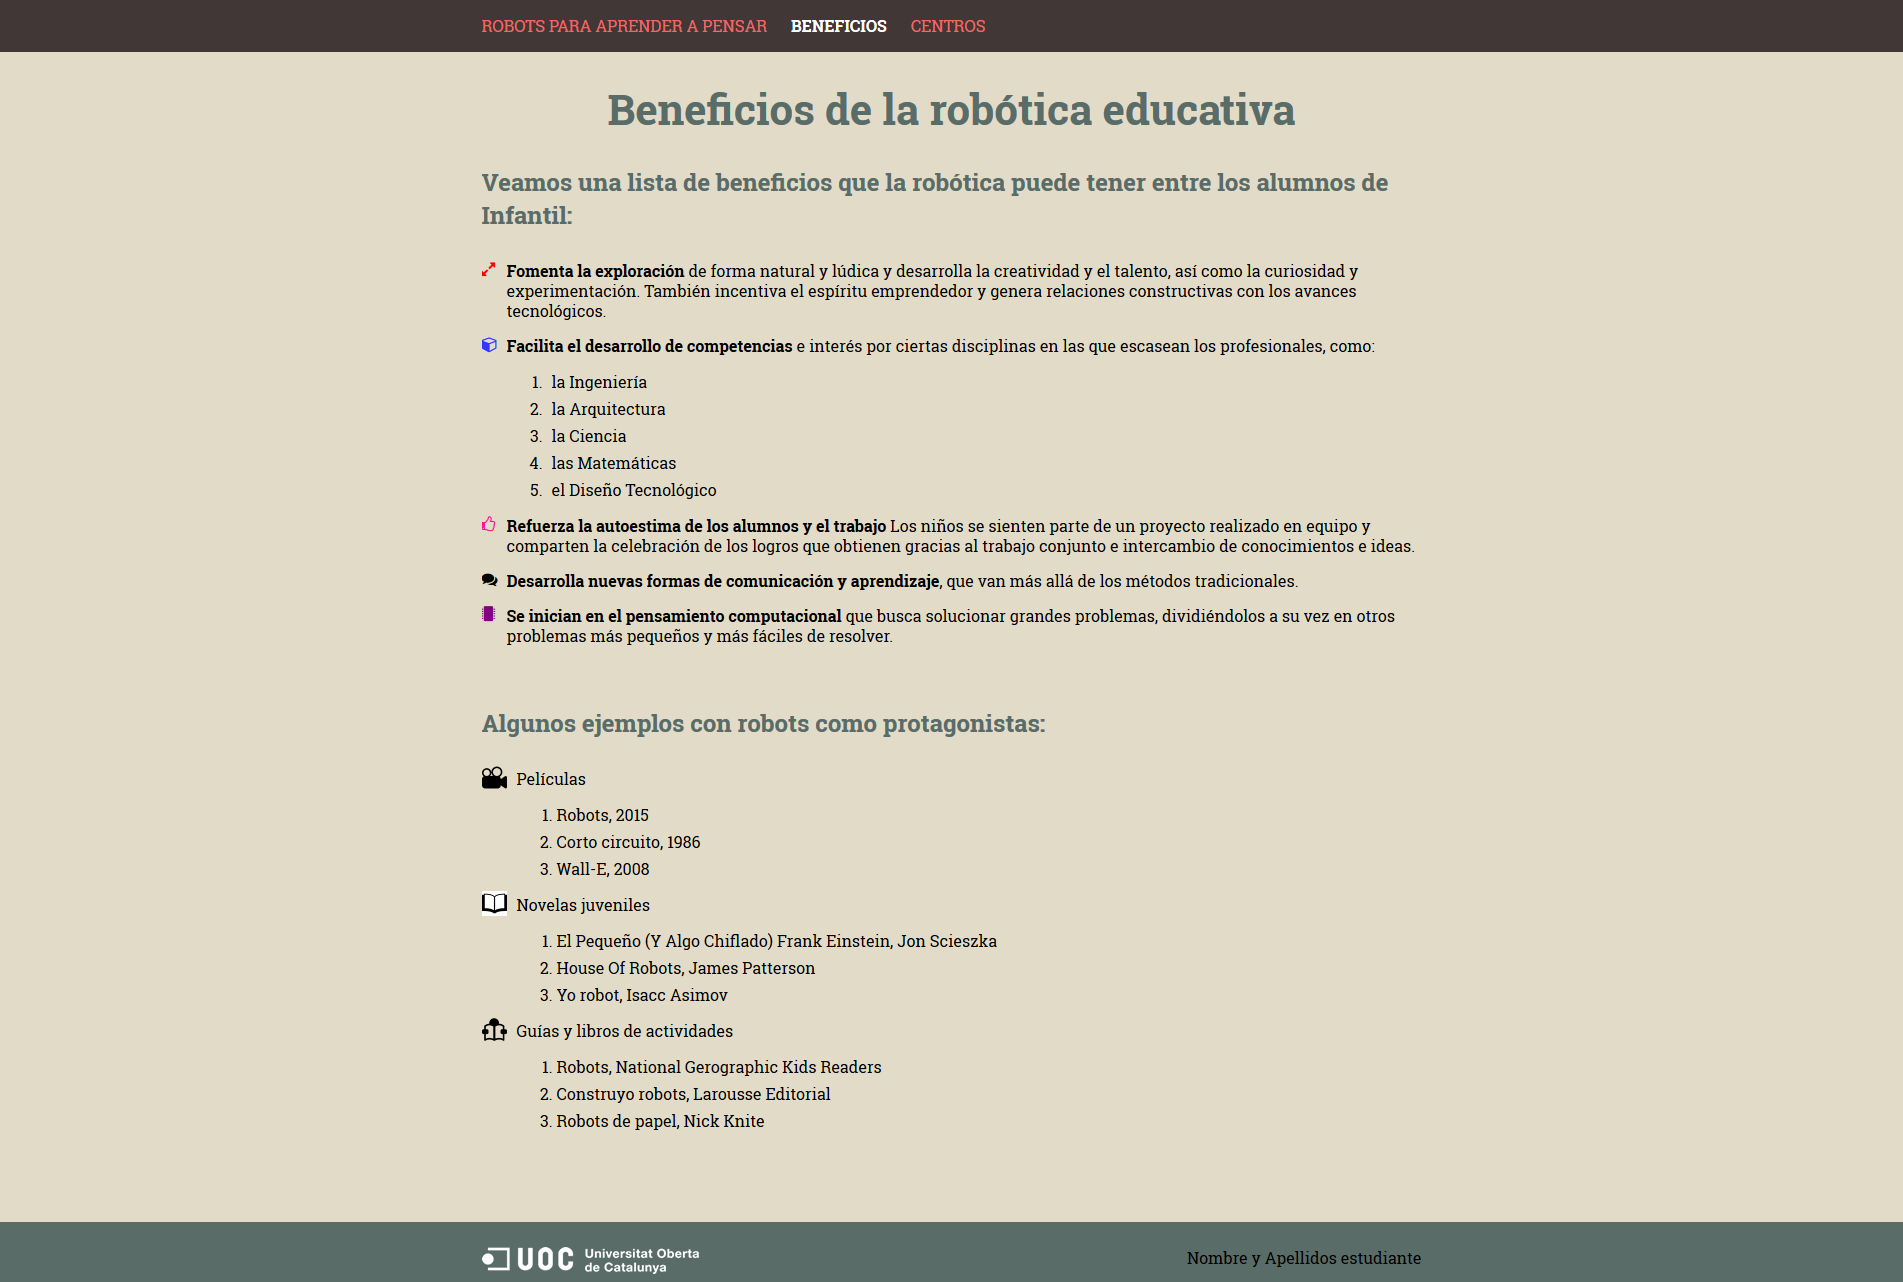 ROBOTS PARA APRENDER A PENSAR BENEFICIOS CENTROS
Beneficios de la robótica educativa
Veamos una lista de beneficios que la robótica puede tener entre los alumnos de
Infantil:
Fomenta la exploración de forma natural y lúdica y desarrolla la creatividad y el talento, así como la curiosidad y
experimentación. También incentiva el espíritu emprendedor y genera relaciones constructivas con los avances
tecnológicos.
Facilita el desarrollo de competencias e interés por ciertas disciplinas en las que escasean los profesionales, como:
1. la Ingeniería
2. la Arquitectura
3. la Ciencia
4. las Matemáticas
5. el Diseño Tecnológico
Refuerza la autoestima de los alumnos y el trabajo Los niños se sienten parte de un proyecto realizado en equipo y
comparten la celebración de los logros que obtienen gracias al trabajo conjunto e intercambio de conocimientos e ideas.
Desarrolla nuevas formas de comunicación y aprendizaje, que van más allá de los métodos tradicionales.
Se inician en el pensamiento computacional que busca solucionar grandes problemas, dividiéndolos a su vez en otros
problemas más pequeños y más fáciles de resolver.
Algunos ejemplos con robots como protagonistas:
Películas
1. Robots, 2015
2. Corto circuito, 1986
3. Wall-E, 2008
Novelas juveniles
1. El Pequeño (Y Algo Chiflado) Frank Einstein, Jon Scieszka
2. House Of Robots, James Patterson
3. Yo robot, Isacc Asimov
Guías y libros de actividades
1. Robots, National Gerographic Kids Readers
2. Construyo robots, Larousse Editorial
3. Robots de papel, Nick Knite
UOC Universitat Oberta
de Catalunya
Nombre y Apellidos estudiante